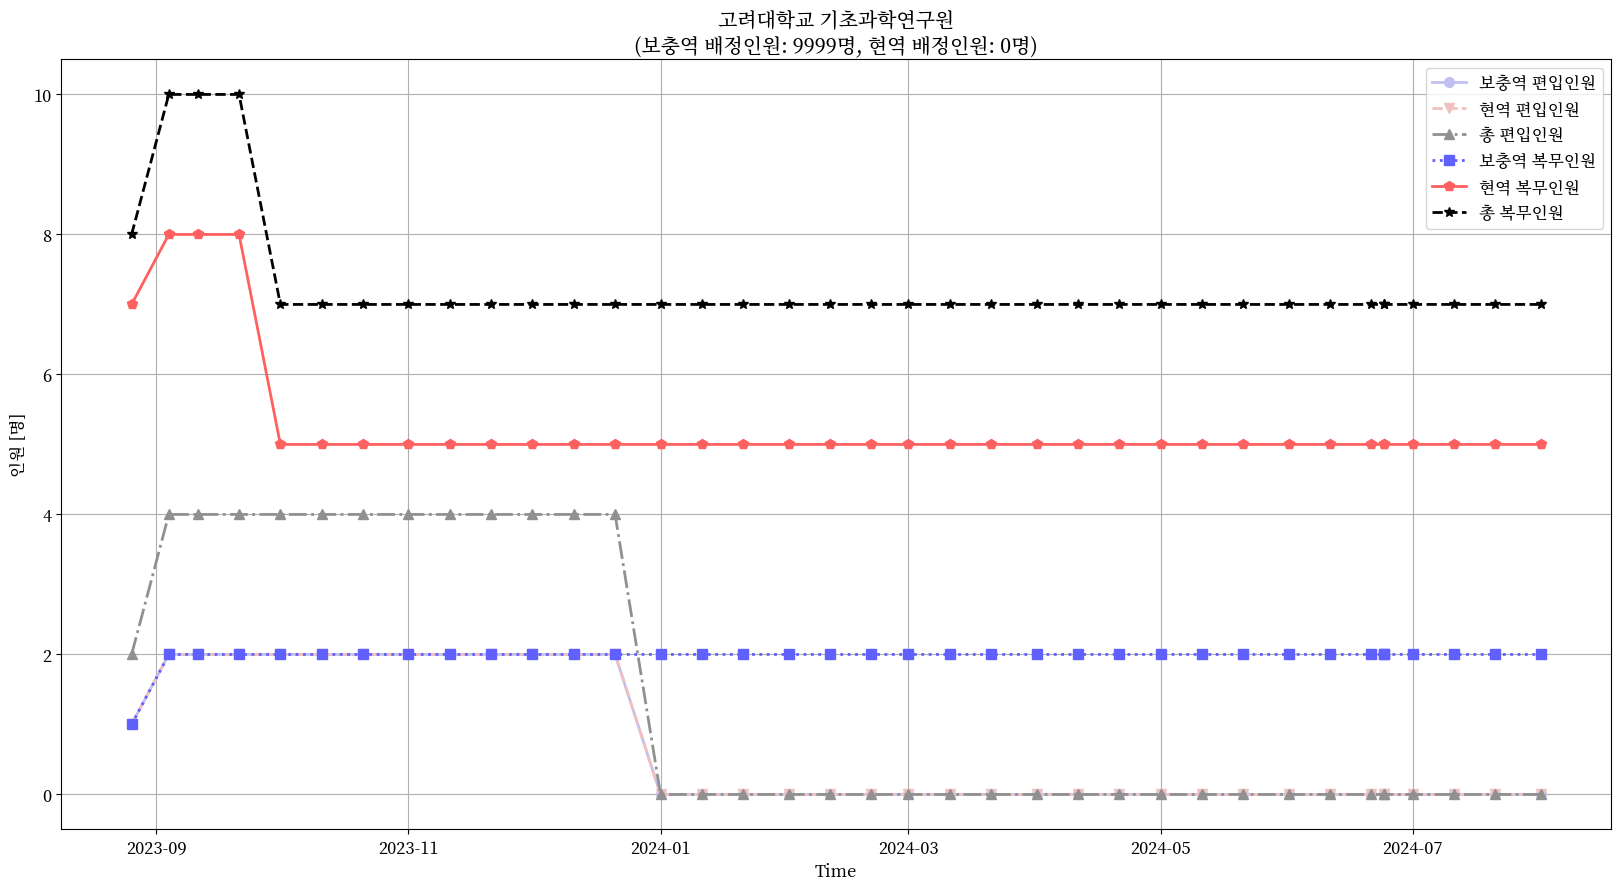 고려대학교 기초과학연구원
(보충역 배정인원: 9999명, 현역 배정인원: 0명)
보충역 편입인원
현역 편입인원
총 편입인원
보충역 복무인원
현역 복무인원
총 복무인원
인원 [명]
10
8
6
4
2
0
2023-09
2023-11
2024-01
2024-03
2024-05
2024-07
Time